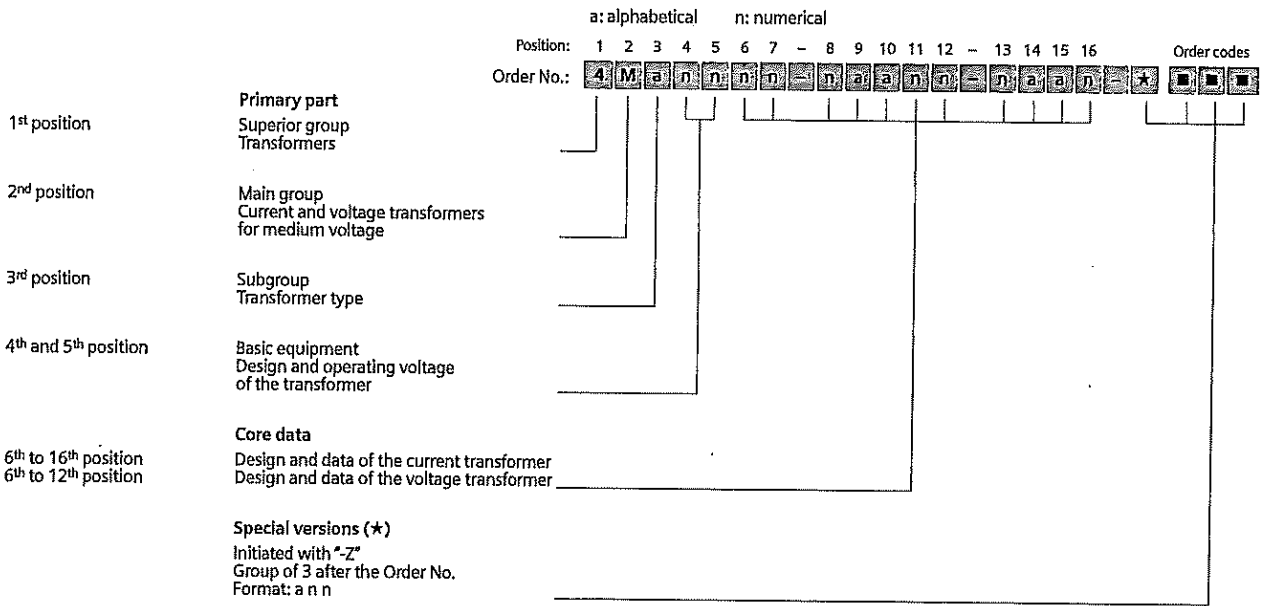 a: alphabetical n: numerical
Position: 1 2 3 4 5 6 7 – 8 9 10 11 12 – 13 14 15 16 Order codes
Order No.: 4 M a n n n n – n a a n n – n a a n – ★ ■ ■ ■
Primary part
1st position Superior group
Transformers
2nd position Main group
Current and voltage transformers
for medium voltage
3rd position Subgroup
Transformer type
4th and 5th position Basic equipment
Design and operating voltage
of the transformer
Core data
6th to 16th position Design and data of the current transformer
6th to 12th position Design and data of the voltage transformer
Special versions (★)
Initiated with "-Z"
Group of 3 after the Order No.
Format: a n n